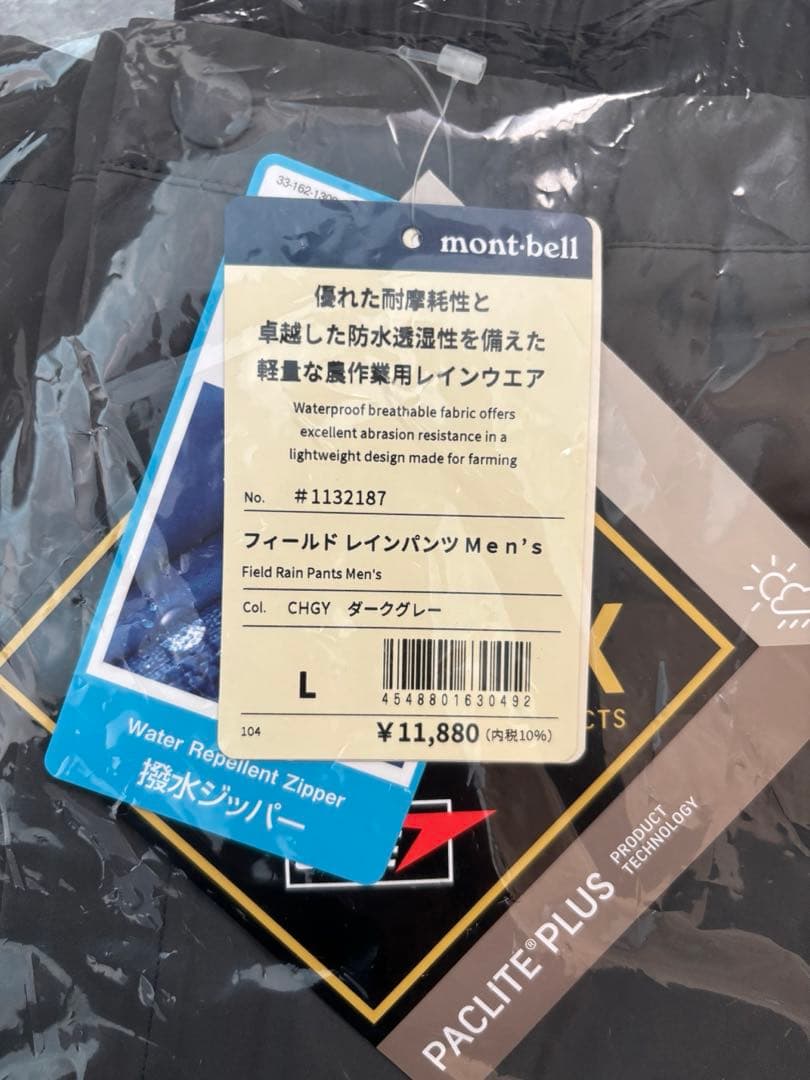 33-162-130
mont·bell
優れた耐摩耗性と
卓越した防水透湿性を備えた
軽量な農作業用レインウエア
Waterproof breathable fabric offers
excellent abrasion resistance in a
lightweight design made for farming
No. #1132187
フィールド レインパンツ Men's
Field Rain Pants Men's
Col. CHGY ダークグレー
L
4548801630492
104
¥11,880 (内税10%)
Water Repellent Zipper
撥水ジッパー
PACLITE® PLUS
PRODUCT
TECHNOLOGY